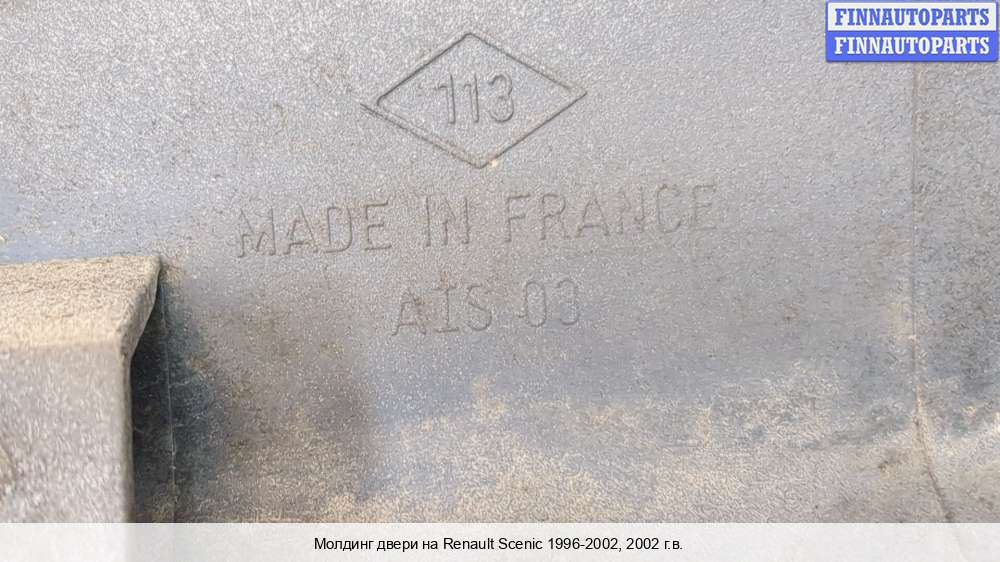 FINNAUTOPARTS
FINNAUTOPARTS
113
MADE IN FRANCE
AIS 03
Молдинг двери на Renault Scenic 1996-2002, 2002 г.в.